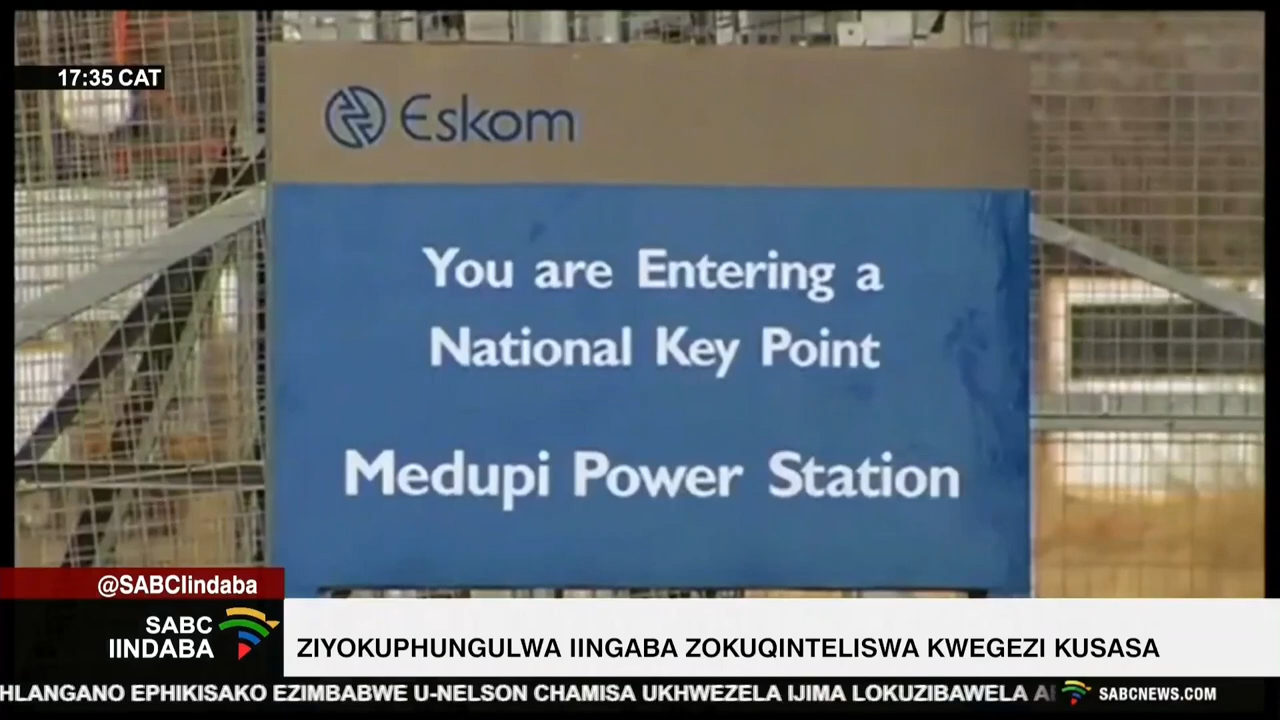 17:35 CAT
Eskom
You are Entering a
National Key Point
Medupi Power Station
@SABCIindaba
SABC
IINDABA
ZIYOKUPHUNGULWA IINGABA ZOKUQINTELISWA KWEGEZI KUSASA
HLANGANO EPHIKISAKO EZIMBABWE U-NELSON CHAMISA UKHWEZELA IJIMA LOKUZIBAWELA
SABCNEWS.COM